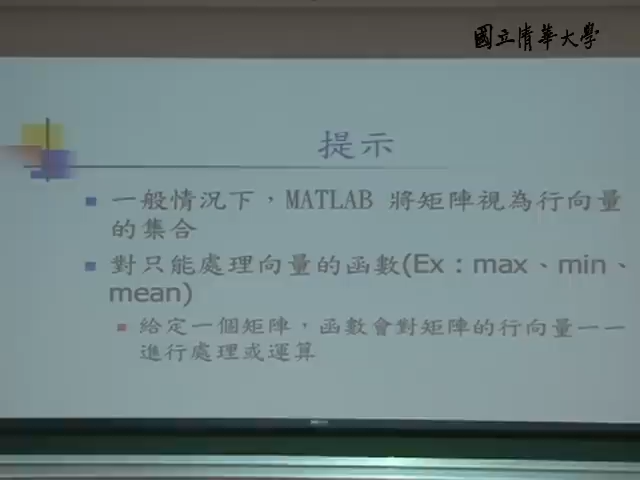 國立清華大學
提示
一般情況下，MATLAB 將矩陣視為行向量
的集合
對只能處理向量的函數(Ex：max、min、
mean)
給定一個矩陣，函數會對矩陣的行向量一一
進行處理或運算